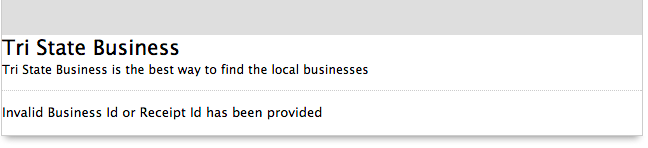 Tri State Business
Tri State Business is the best way to find the local businesses
Invalid Business Id or Receipt Id has been provided